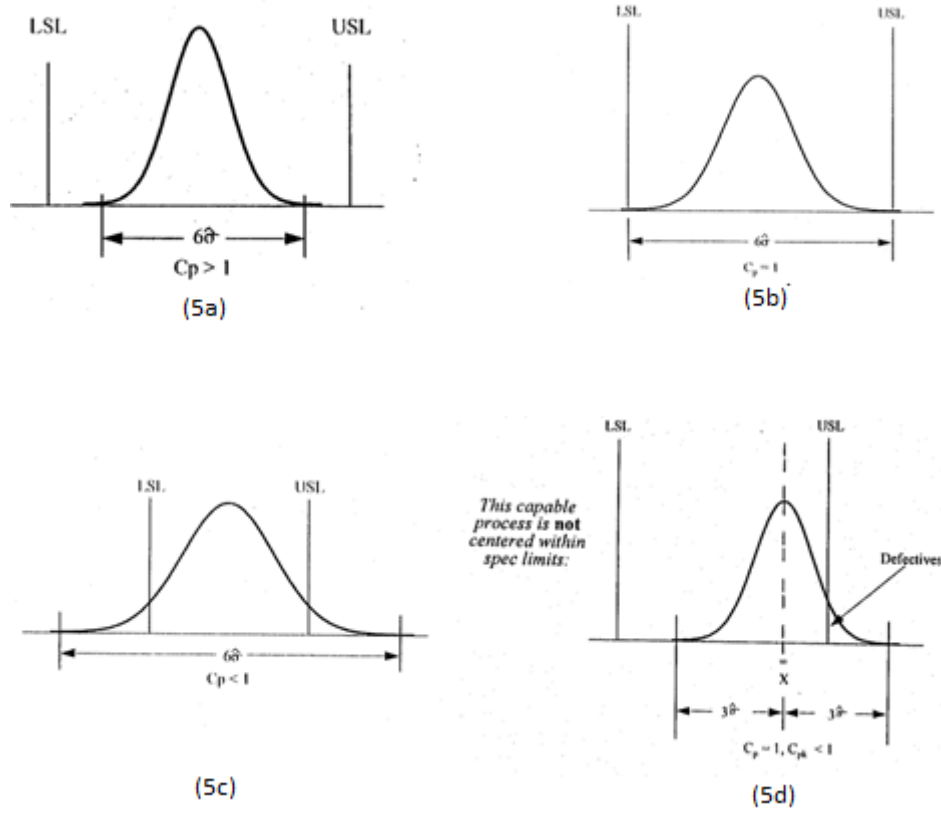 LSL USL
6σ̂
Cp > 1
(5a)
LSL USL
6σ̂
Cp = 1
(5b)
LSL USL
6σ̂
Cp < 1
(5c)
LSL USL
This capable
process is not
centered within
spec limits:
Defectives
X̄
3σ̂ 3σ̂
Cp = 1, Cpk < 1
(5d)